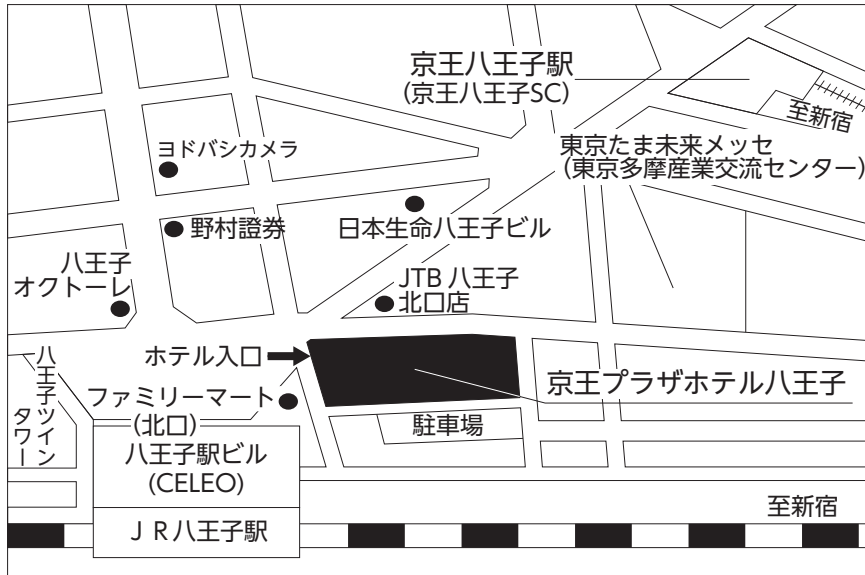 京王八王子駅
(京王八王子SC)
至新宿
東京たま未来メッセ
(東京多摩産業交流センター)
ヨドバシカメラ
野村證券
日本生命八王子ビル
八王子
オクトーレ
JTB 八王子
北口店
ホテル入口
京王プラザホテル八王子
八王子ツイン
タワー
ファミリーマート
(北口)
駐車場
八王子駅ビル
(CELEO)
至新宿
JR八王子駅